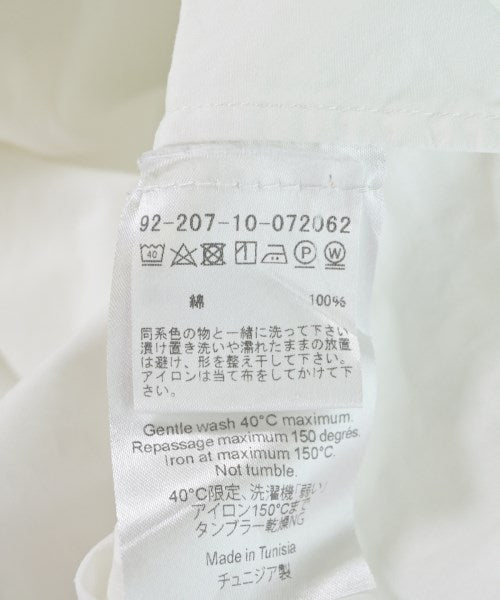 92-207-10-072062
40 P W
綿 100%
同系色の物と一緒に洗って下さい
漬け置き洗いや濡れたままの放置
は避け、形を整え干して下さい。
アイロンは当て布をしてかけて下
さい。
Gentle wash 40°C maximum.
Repassage maximum 150 degrés.
Iron at maximum 150°C.
Not tumble.
40°C限定、洗濯機「弱い」
アイロン150°Cまで
タンブラー乾燥NG
Made in Tunisia
チュニジア製